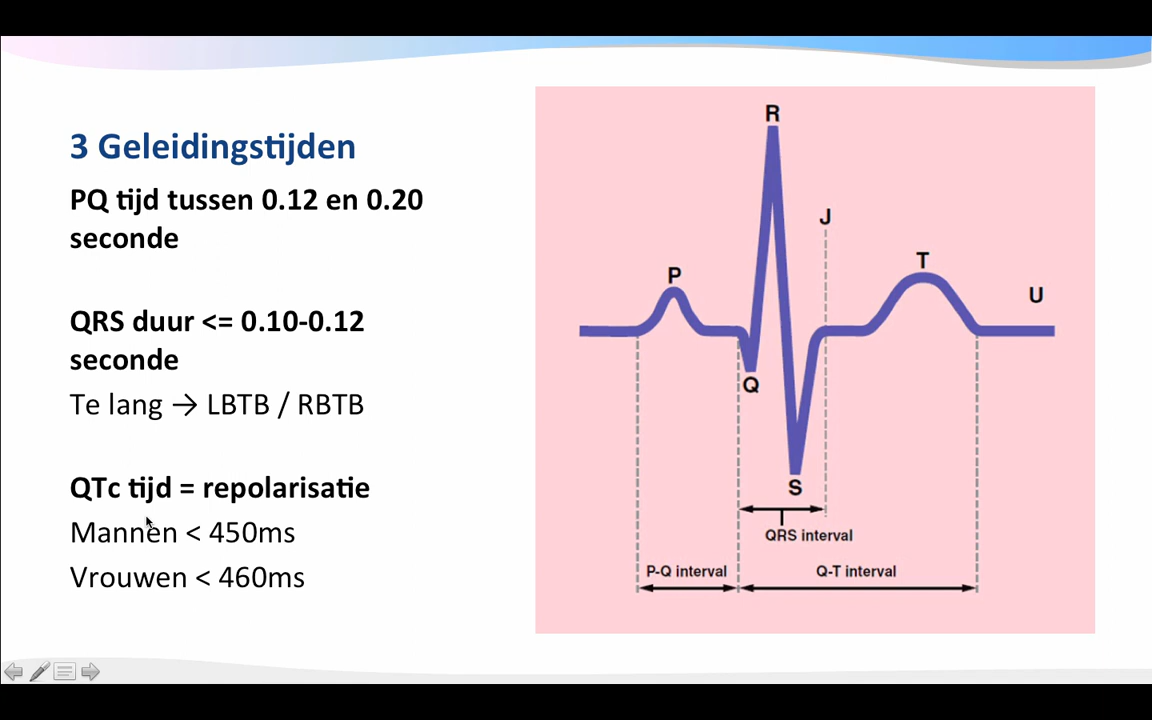 3 Geleidingstijden
PQ tijd tussen 0.12 en 0.20
seconde
QRS duur <= 0.10-0.12
seconde
Te lang → LBTB / RBTB
QTc tijd = repolarisatie
Mannen < 450ms
Vrouwen < 460ms
R
J
P
T
U
Q
S
QRS interval
P-Q interval
Q-T interval